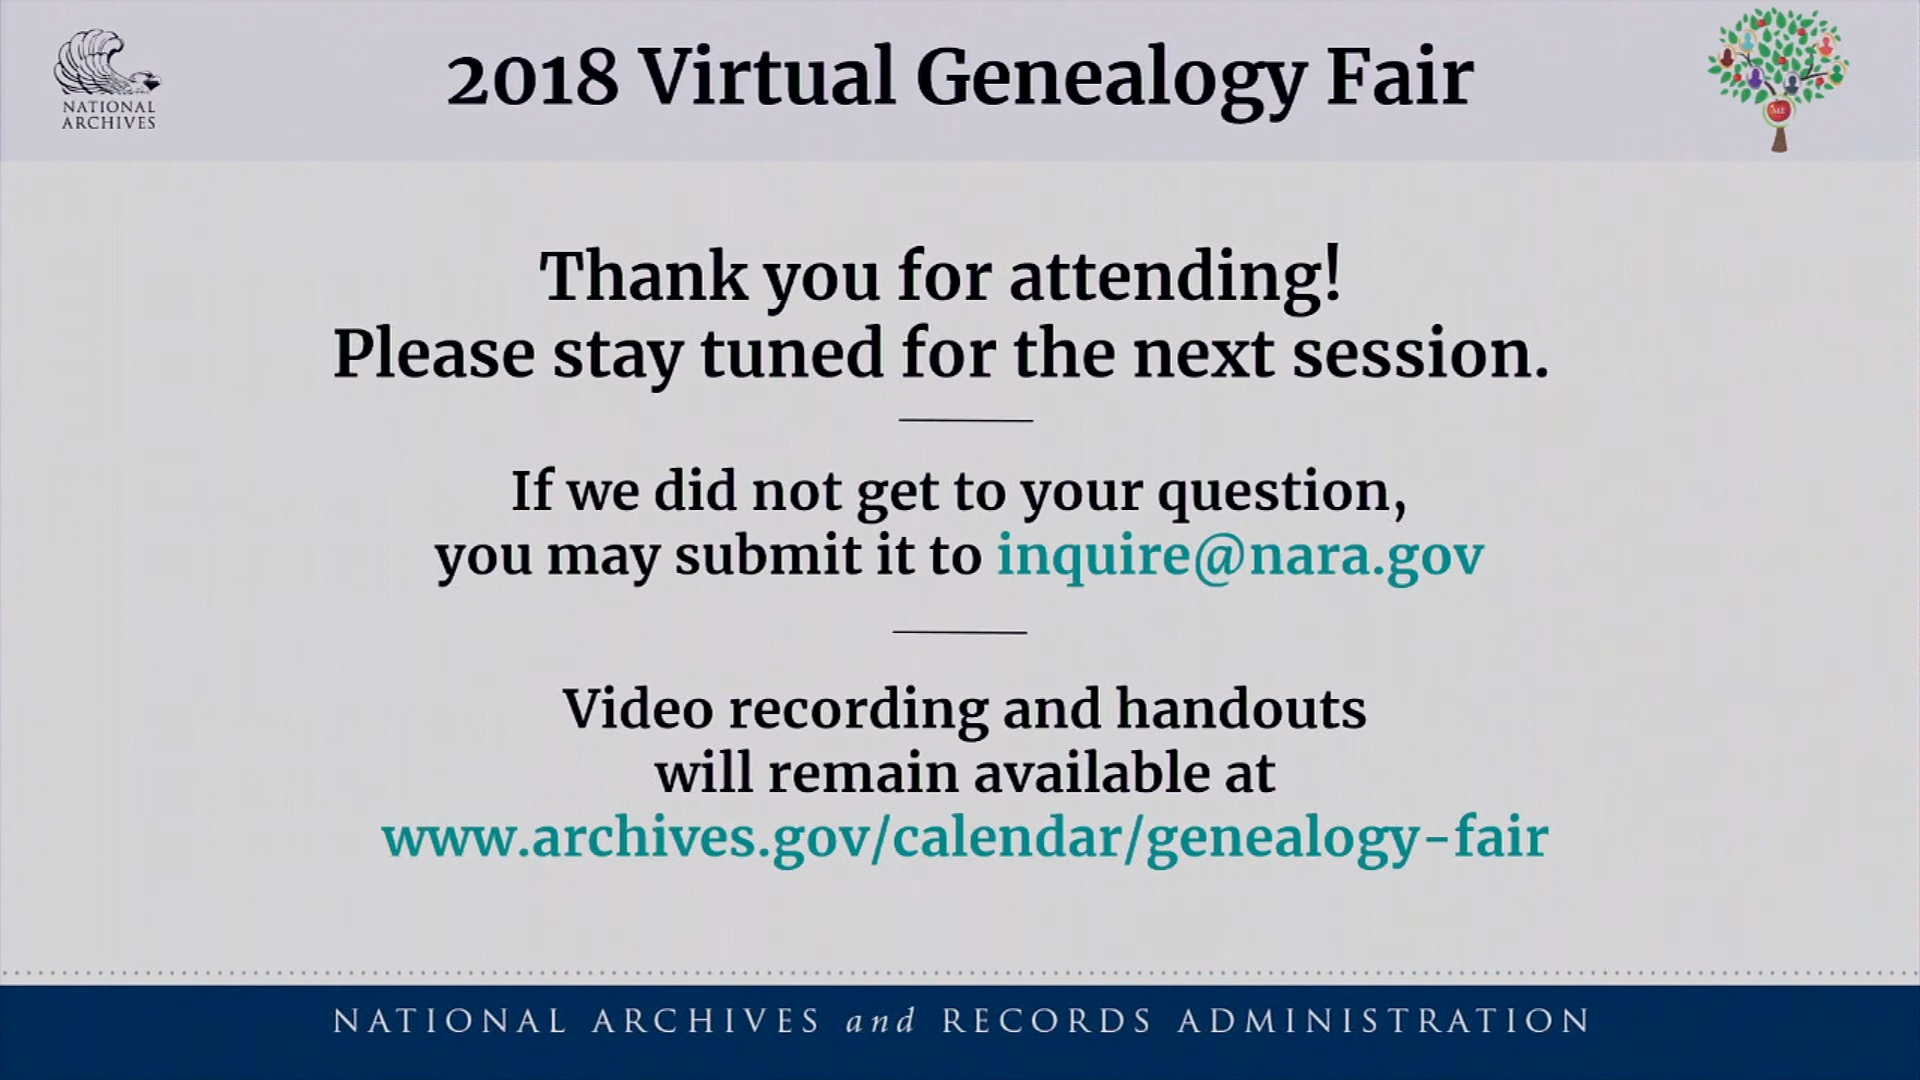 NATIONAL
ARCHIVES
2018 Virtual Genealogy Fair
ME
Thank you for attending!
Please stay tuned for the next session.
If we did not get to your question,
you may submit it to inquire@nara.gov
Video recording and handouts
will remain available at
www.archives.gov/calendar/genealogy-fair
NATIONAL ARCHIVES and RECORDS ADMINISTRATION